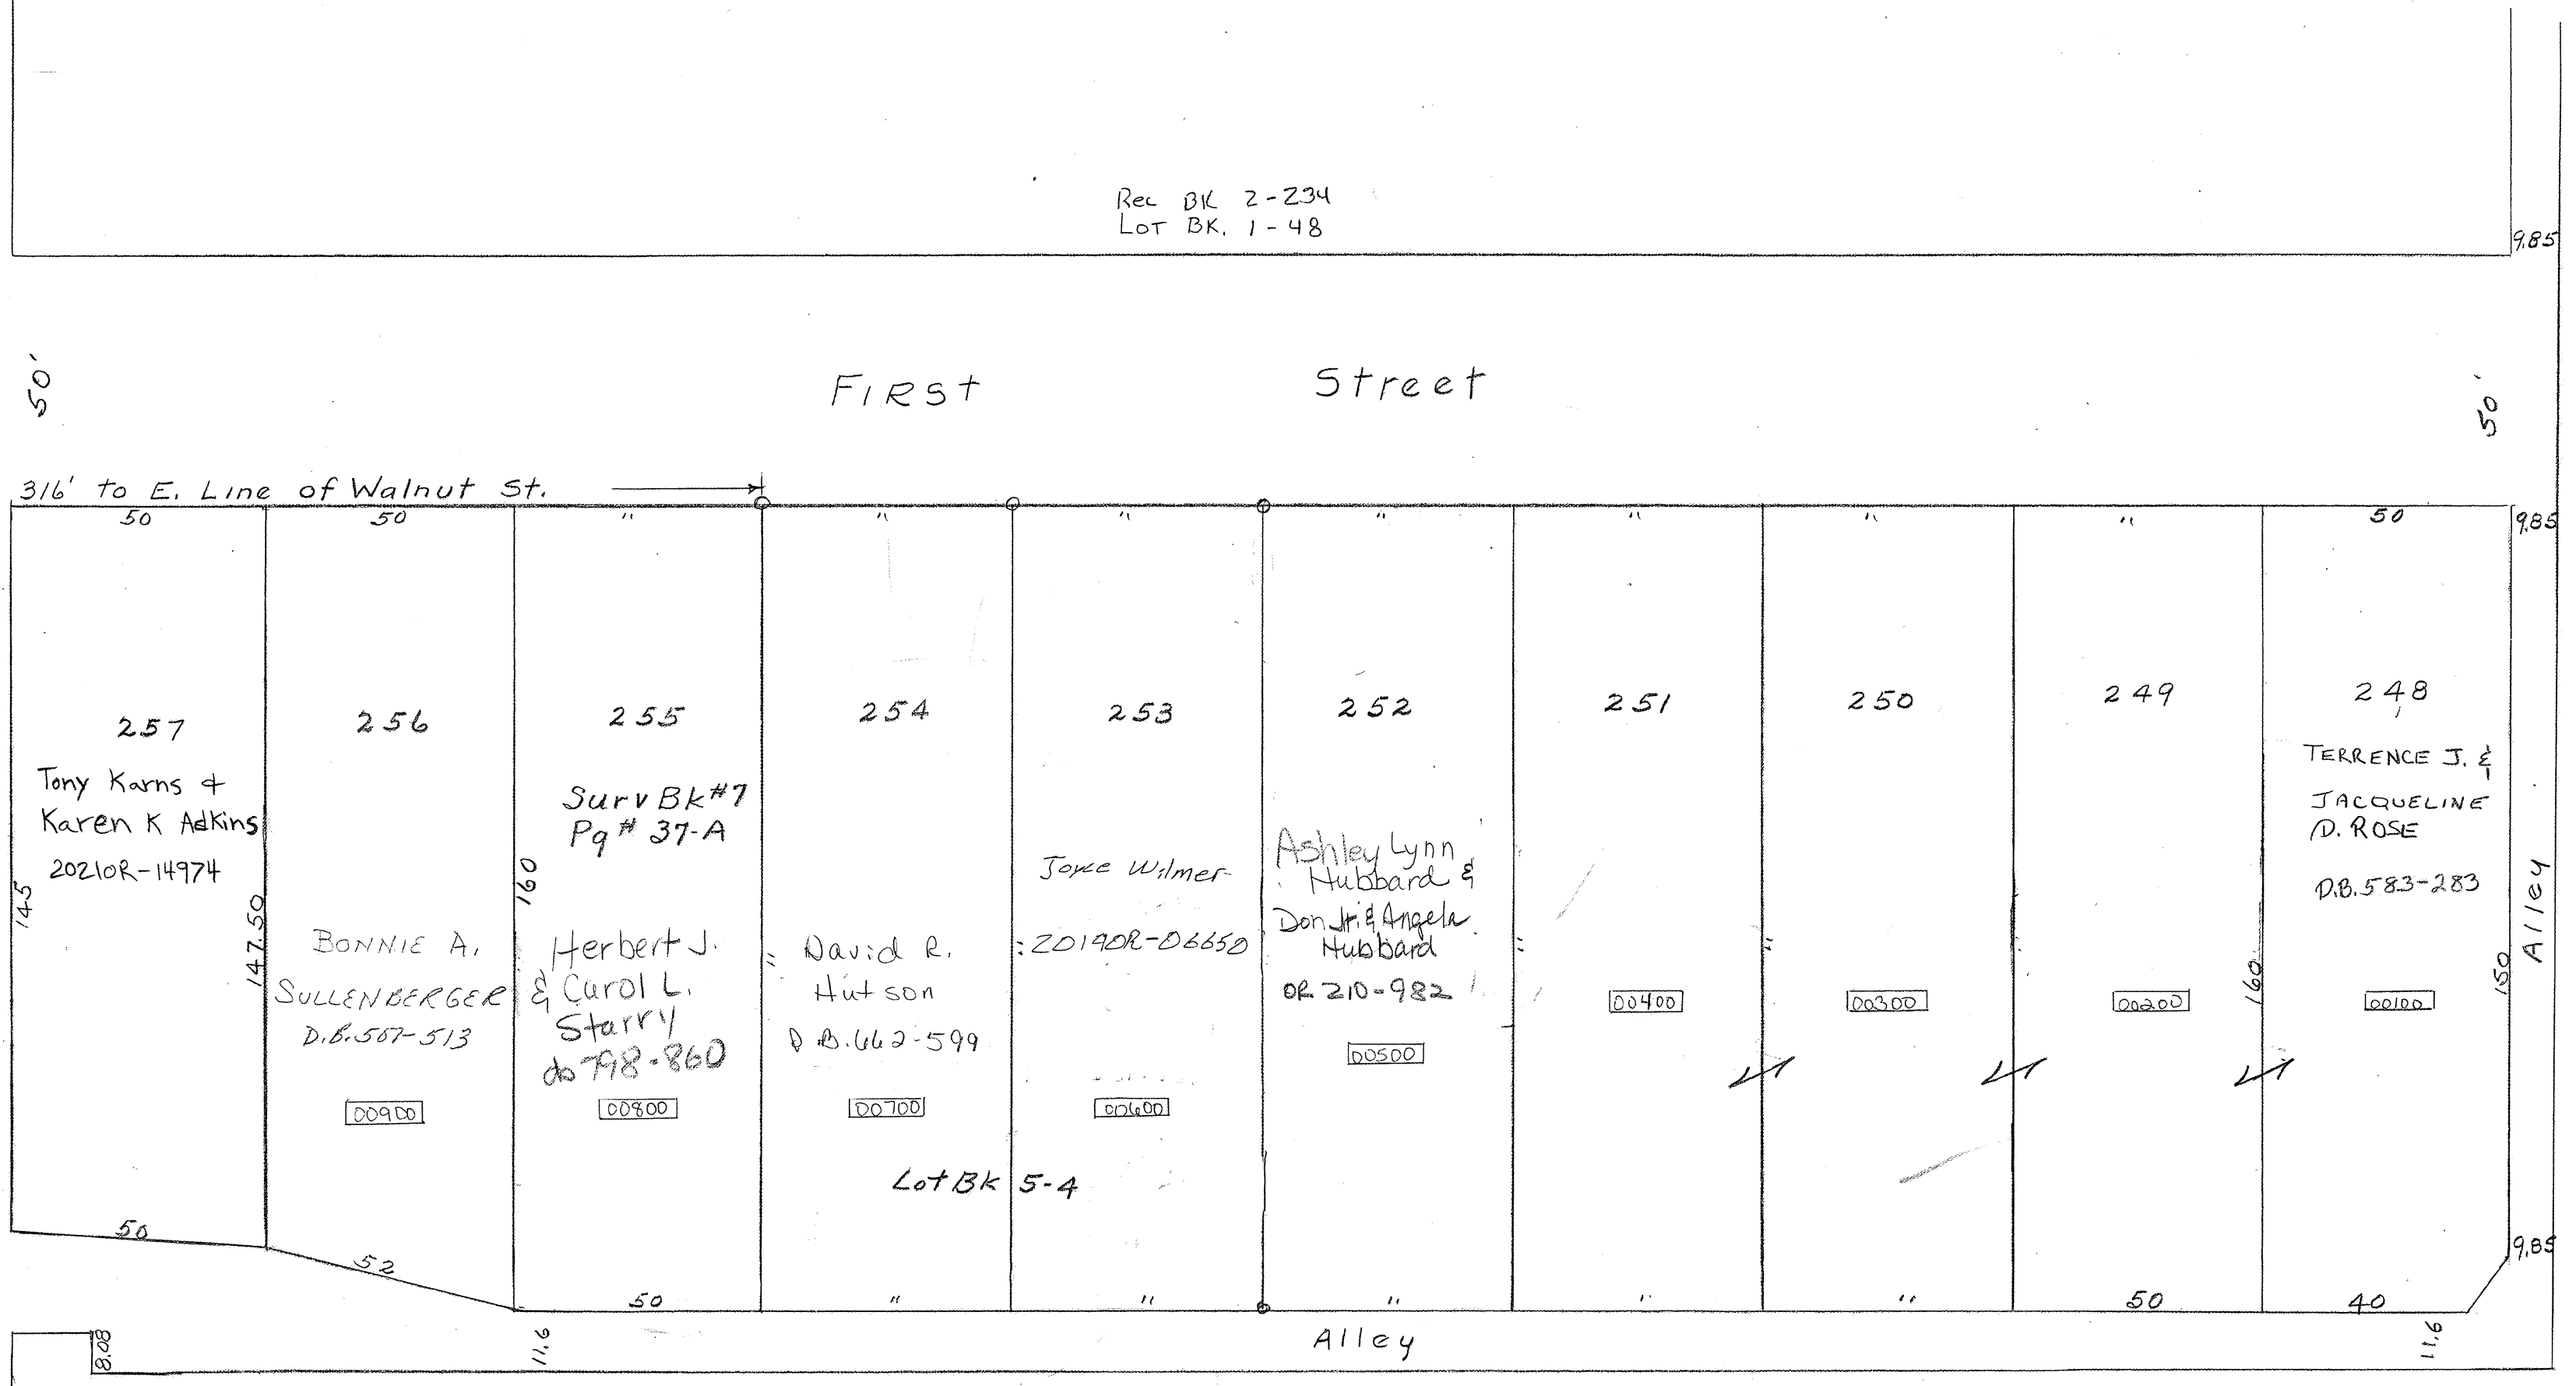 Rec BK 2-234
LOT BK. 1-48
9.85
50'
FIRST Street
50'
316' to E. Line of Walnut St.
50
50
"
"
"
"
"
"
"
50
9.85
257
Tony Karns &
Karen K Adkins
2021OR-14974
145
50
147.50
256
BONNIE A.
SULLENBERGER
00900
52
160
255
Surv Bk #7
Pg # 37-A
Herbert J.
& Carol L.
Starry
798-860
00800
50
254
"
David R.
Hutson
D.B. 662-599
00700
"
253
Joyce Wilmer
"
2019OR-06650
00600
"
Lot Bk 5-4
252
Ashley Lynn
Hubbard &
Don Jr. & Angela
Hubbard
OR 210-982
00500
"
251
"
00400
"
250
"
00300
"
249
"
00200
50
160
248
TERRENCE J. &
JACQUELINE
D. ROSE
D.B. 583-283
00100
40
150
Alley
9.85
8.08
11.6
Alley
11.6